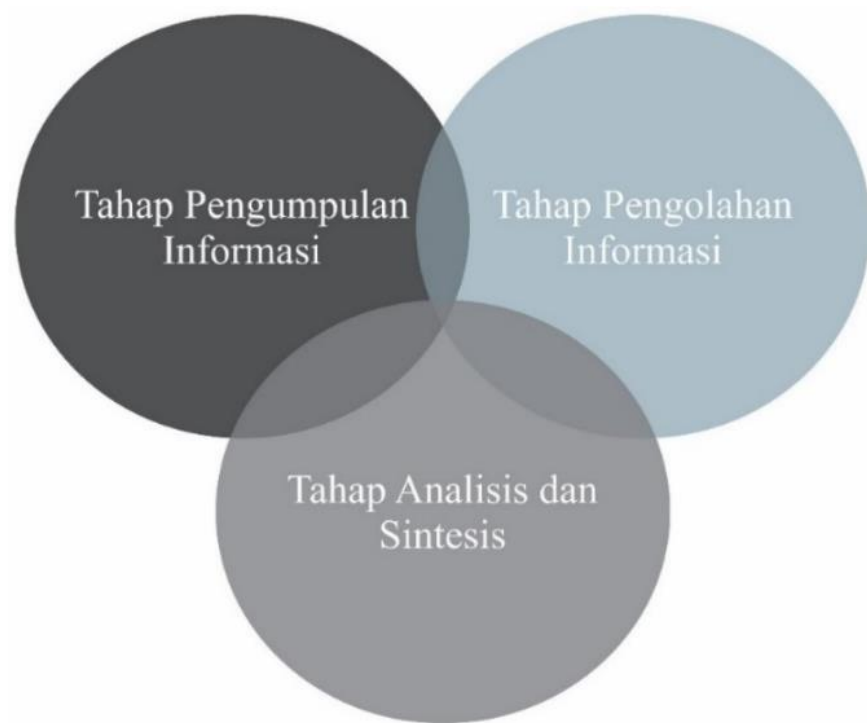 Tahap Pengumpulan
Informasi
Tahap Pengolahan
Informasi
Tahap Analisis dan
Sintesis